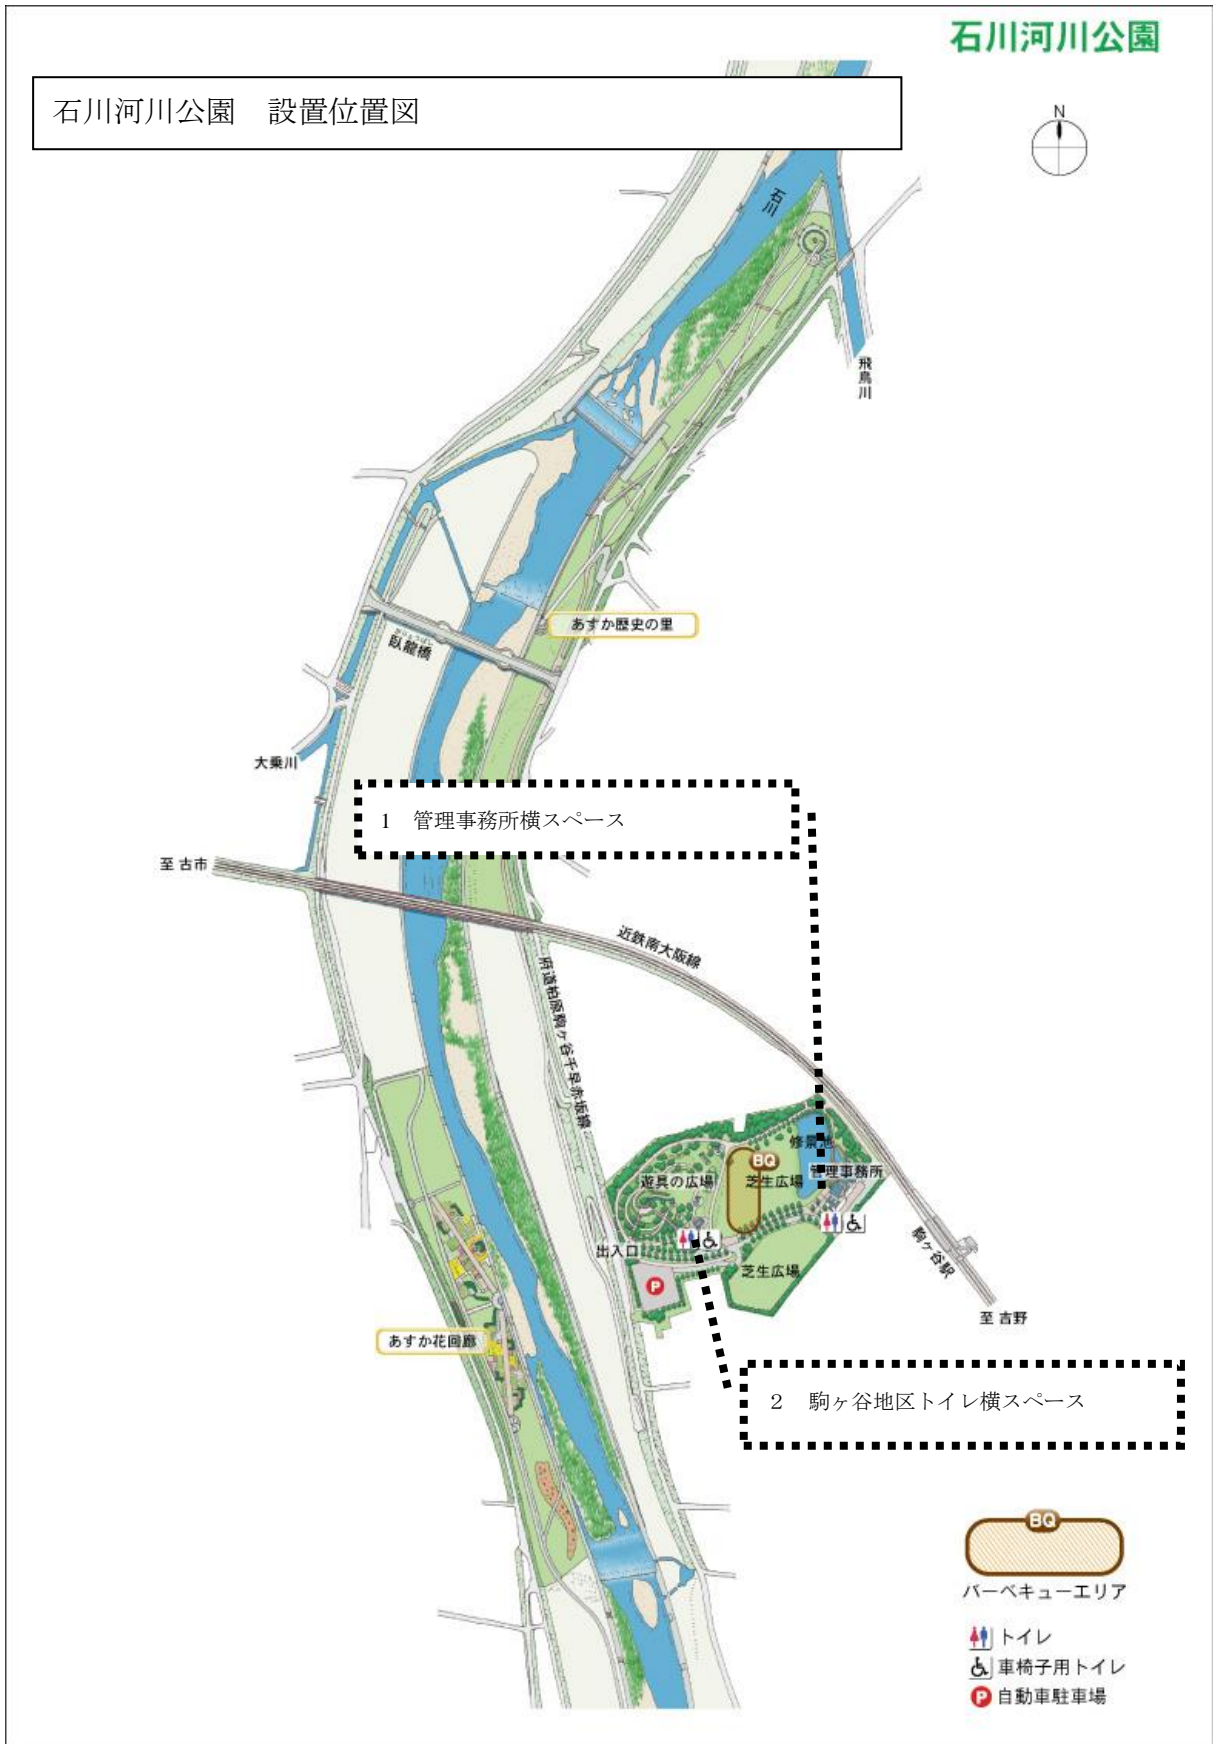 石川河川公園
石川河川公園　設置位置図
N
石川
飛鳥川
あすか歴史の里
がりょうばし
臥龍橋
大乗川
1　管理事務所横スペース
至 古市
近鉄南大阪線
府道柏原駒ヶ谷千早赤坂線
修景池
BQ
遊具の広場
芝生広場
管理事務所
出入口
芝生広場
P
駒ヶ谷駅
至 吉野
あすか花回廊
２　駒ヶ谷地区トイレ横スペース
BQ
バーベキューエリア
トイレ
車椅子用トイレ
P 自動車駐車場